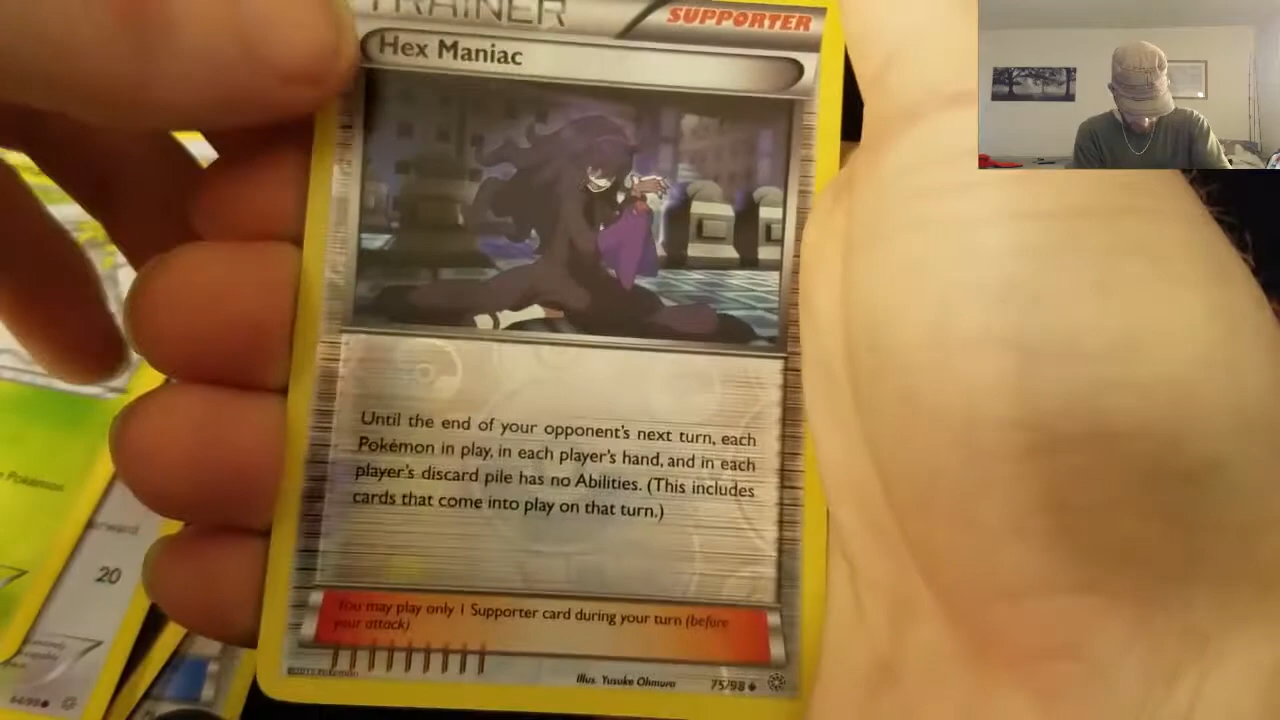 TRAINER
SUPPORTER
Hex Maniac
Until the end of your opponent's next turn, each
Pokémon in play, in each player's hand, and in each
player's discard pile has no Abilities. (This includes
cards that come into play on that turn.)
You may play only 1 Supporter card during your turn (before
your attack)
Illus. Yusuke Ohmura
75/98
Pokémon
20
64/98